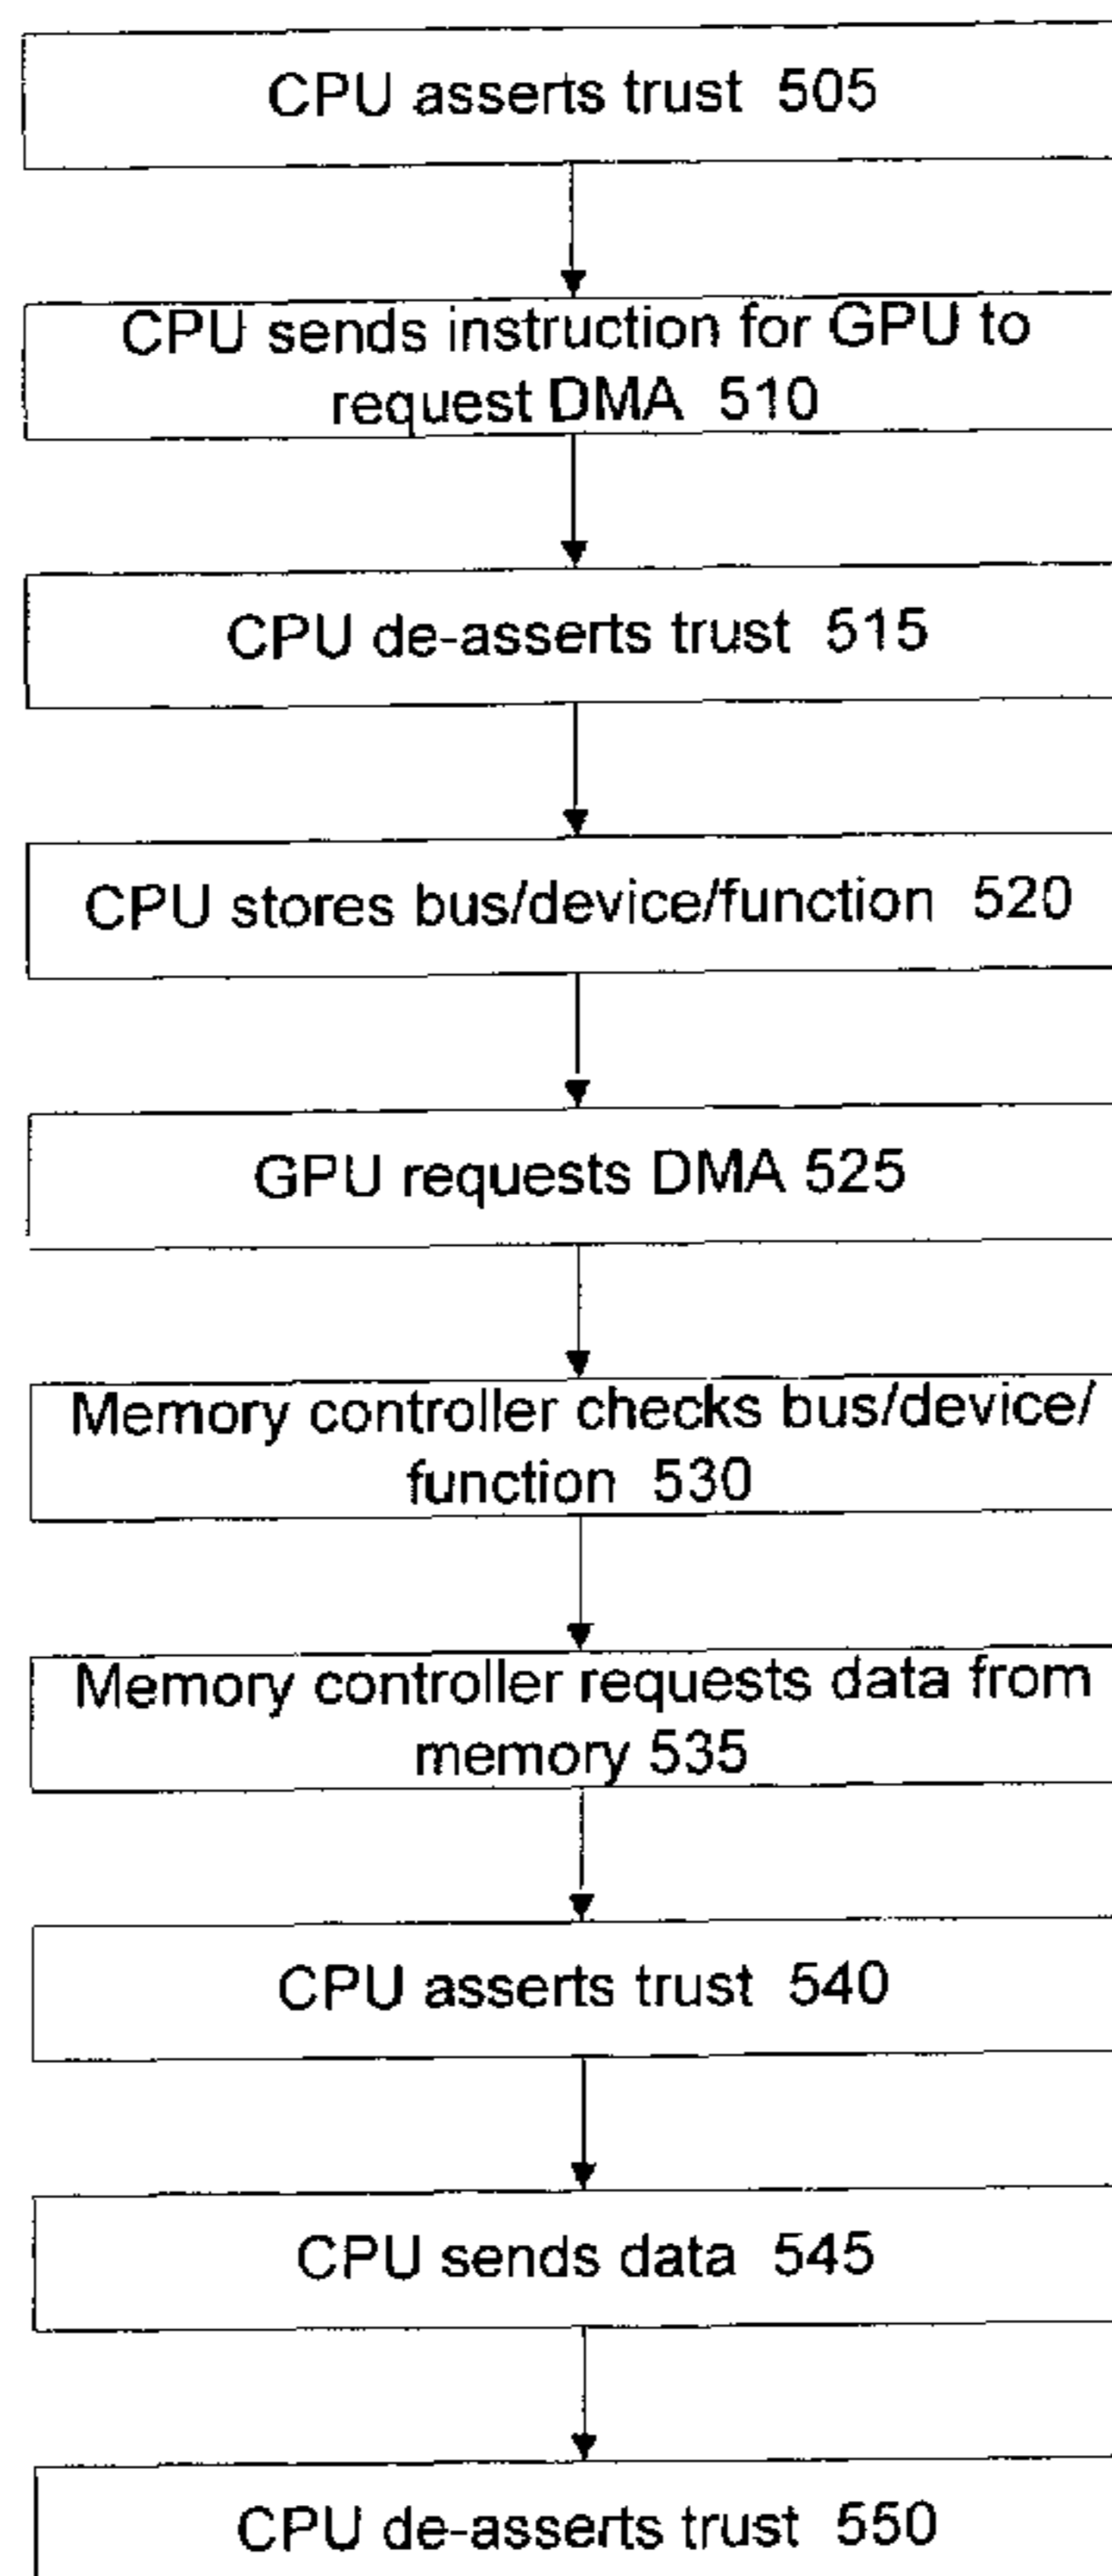 CPU asserts trust 505
CPU sends instruction for GPU to
request DMA 510
CPU de-asserts trust 515
CPU stores bus/device/function 520
GPU requests DMA 525
Memory controller checks bus/device/
function 530
Memory controller requests data from
memory 535
CPU asserts trust 540
CPU sends data 545
CPU de-asserts trust 550